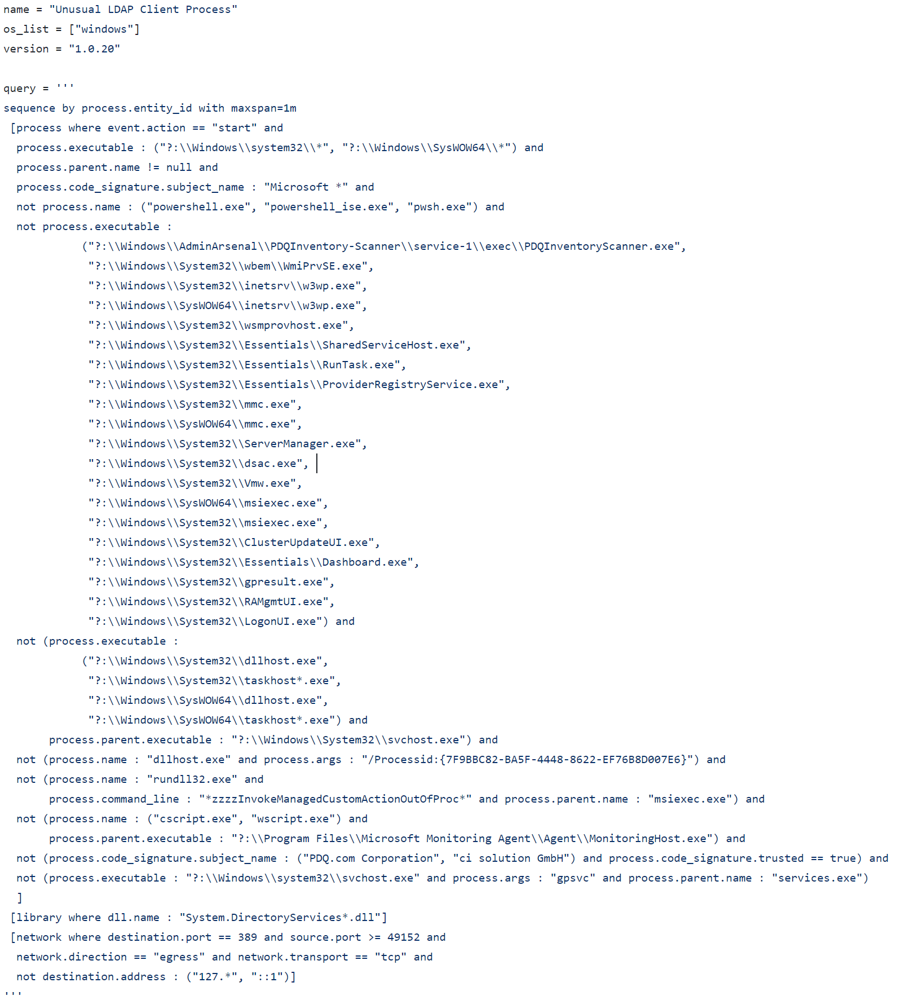 name = "Unusual LDAP Client Process"
os_list = ["windows"]
version = "1.0.20"
query = '''
sequence by process.entity_id with maxspan=1m
[process where event.action == "start" and
process.executable : ("?:\\Windows\\system32\\*", "?:\\Windows\\SysWOW64\\*") and
process.parent.name != null and
process.code_signature.subject_name : "Microsoft *" and
not process.name : ("powershell.exe", "powershell_ise.exe", "pwsh.exe") and
not process.executable :
("?:\\Windows\\AdminArsenal\\PDQInventory-Scanner\\service-1\\exec\\PDQInventoryScanner.exe",
"?:\\Windows\\System32\\wbem\\WmiPrvSE.exe",
"?:\\Windows\\System32\\inetsrv\\w3wp.exe",
"?:\\Windows\\SysWOW64\\inetsrv\\w3wp.exe",
"?:\\Windows\\System32\\wsmprovhost.exe",
"?:\\Windows\\System32\\Essentials\\SharedServiceHost.exe",
"?:\\Windows\\System32\\Essentials\\RunTask.exe",
"?:\\Windows\\System32\\Essentials\\ProviderRegistryService.exe",
"?:\\Windows\\System32\\mmc.exe",
"?:\\Windows\\SysWOW64\\mmc.exe",
"?:\\Windows\\System32\\ServerManager.exe",
"?:\\Windows\\System32\\dsac.exe",
"?:\\Windows\\System32\\Vmw.exe",
"?:\\Windows\\SysWOW64\\msiexec.exe",
"?:\\Windows\\System32\\msiexec.exe",
"?:\\Windows\\System32\\ClusterUpdateUI.exe",
"?:\\Windows\\System32\\Essentials\\Dashboard.exe",
"?:\\Windows\\System32\\gpresult.exe",
"?:\\Windows\\System32\\RAMgmtUI.exe",
"?:\\Windows\\System32\\LogonUI.exe") and
not (process.executable :
("?:\\Windows\\System32\\dllhost.exe",
"?:\\Windows\\System32\\taskhost*.exe",
"?:\\Windows\\SysWOW64\\dllhost.exe",
"?:\\Windows\\SysWOW64\\taskhost*.exe") and
process.parent.executable : "?:\\Windows\\System32\\svchost.exe") and
not (process.name : "dllhost.exe" and process.args : "/Processid:{7F9BBC82-BA5F-4448-8622-EF76B8D007E6}") and
not (process.name : "rundll32.exe" and
process.command_line : "*zzzzInvokeManagedCustomActionOutOfProc*" and process.parent.name : "msiexec.exe") and
not (process.name : ("cscript.exe", "wscript.exe") and
process.parent.executable : "?:\\Program Files\\Microsoft Monitoring Agent\\Agent\\MonitoringHost.exe") and
not (process.code_signature.subject_name : ("PDQ.com Corporation", "ci solution GmbH") and process.code_signature.trusted == true) and
not (process.executable : "?:\\Windows\\system32\\svchost.exe" and process.args : "gpsvc" and process.parent.name : "services.exe")
]
[library where dll.name : "System.DirectoryServices*.dll"]
[network where destination.port == 389 and source.port >= 49152 and
network.direction == "egress" and network.transport == "tcp" and
not destination.address : ("127.*", "::1")]
'''